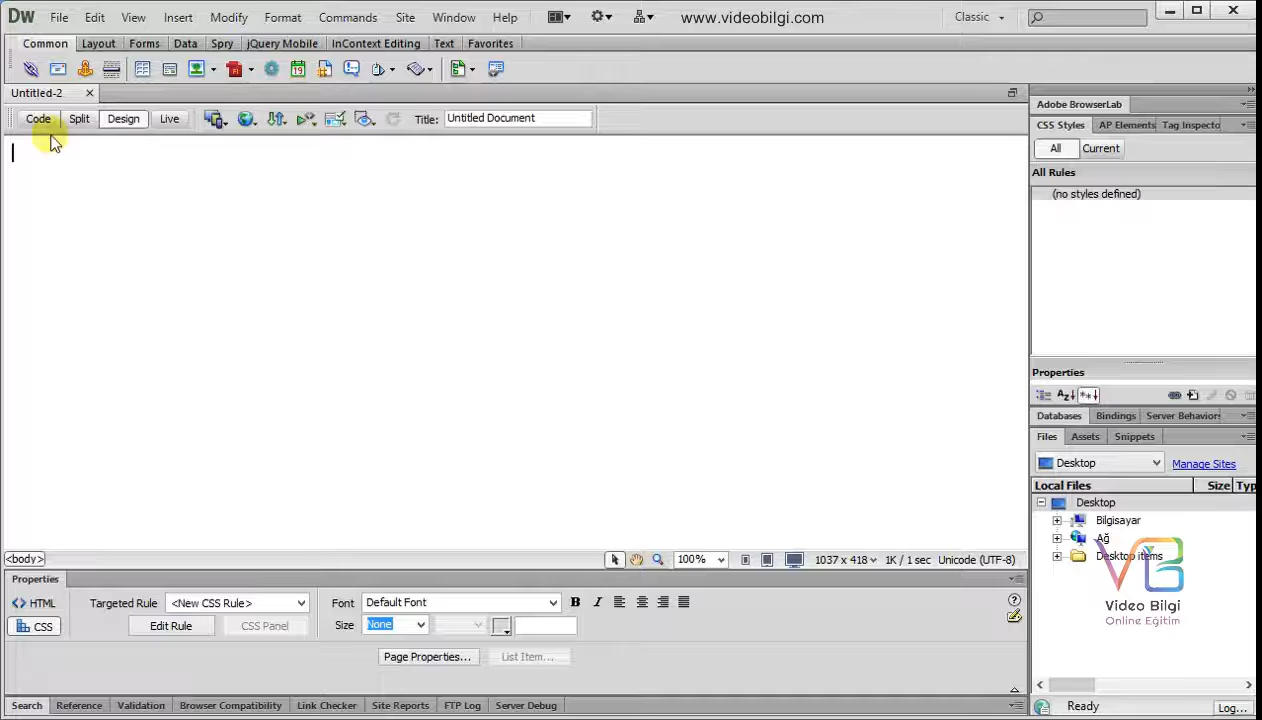 Dw File Edit View Insert Modify Format Commands Site Window Help www.videobilgi.com Classic
Common Layout Forms Data Spry jQuery Mobile InContext Editing Text Favorites
Untitled-2
Code Split Design Live Title: Untitled Document
Adobe BrowserLab
CSS Styles AP Elements Tag Inspecto
All Current
All Rules
(no styles defined)
Properties
Databases Bindings Server Behaviors
Files Assets Snippets
Desktop Manage Sites
Local Files Size Typ
Desktop
Bilgisayar
Ağ
Desktop items
VB
Video Bilgi
Online Eğitim
<body> 100% 1037 x 418 1K / 1 sec Unicode (UTF-8)
Properties
<> HTML Targeted Rule <New CSS Rule> Font Default Font B I
CSS Edit Rule CSS Panel Size None
Page Properties... List Item...
Search Reference Validation Browser Compatibility Link Checker Site Reports FTP Log Server Debug
Ready Log...